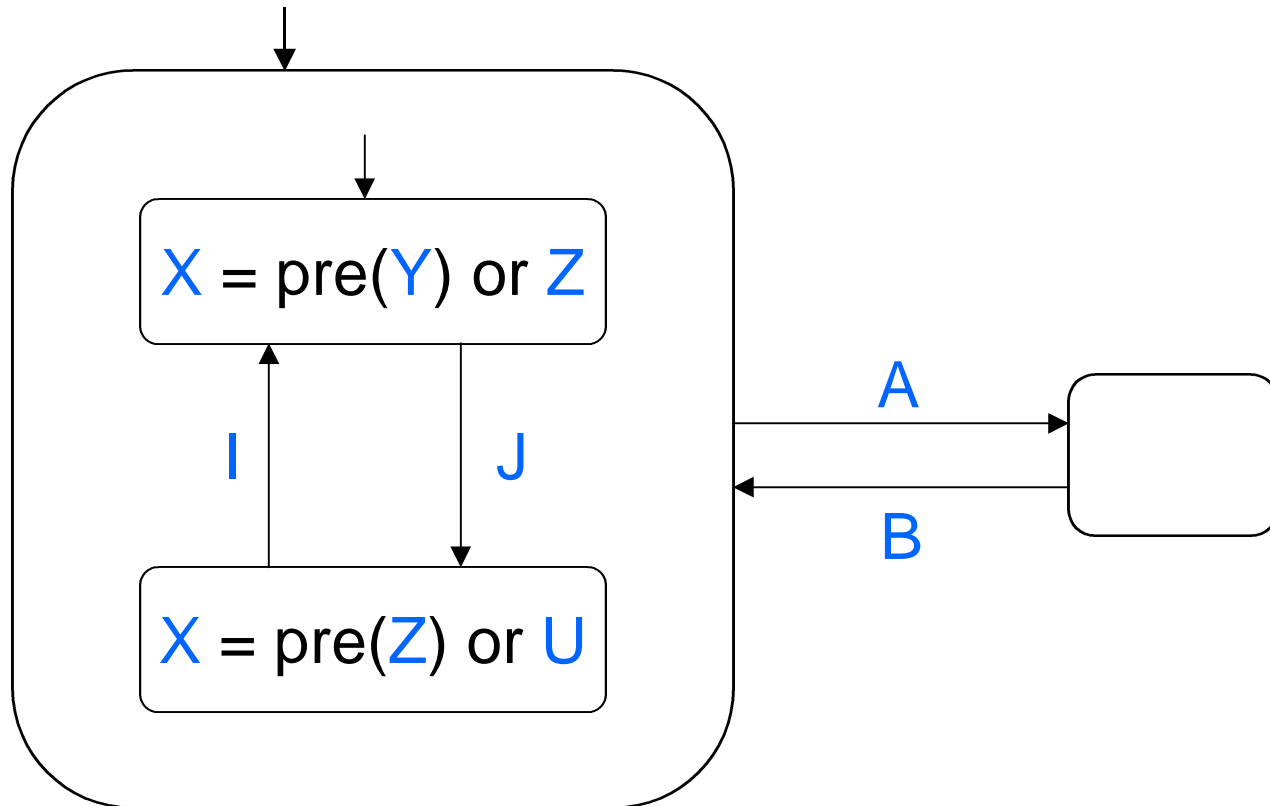 X = pre(Y) or Z
A
I
J
B
X = pre(Z) or U